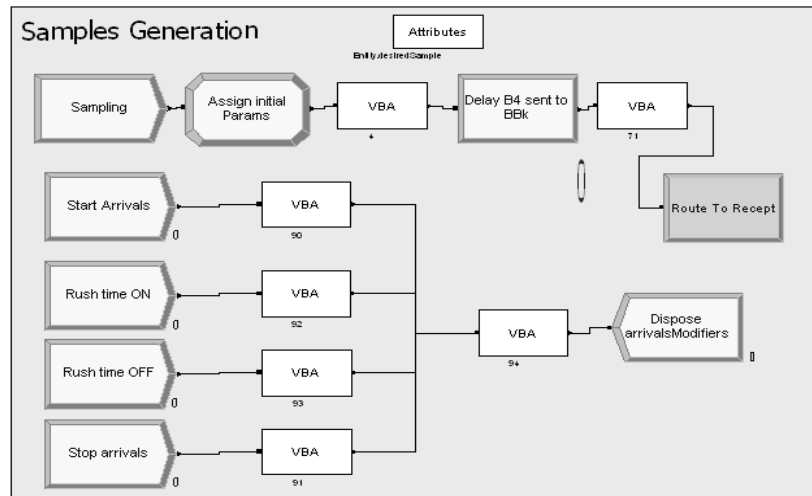 Samples Generation
Attributes
Entity.desiredSample
Sampling
Assign initial
Params
VBA
Delay B4 sent to
BBk
VBA
71
Route To Recept
Start Arrivals
0
VBA
90
Rush time ON
0
VBA
92
Rush time OFF
0
VBA
93
Stop arrivals
0
VBA
91
VBA
94
Dispose
arrivalsModifiers
0